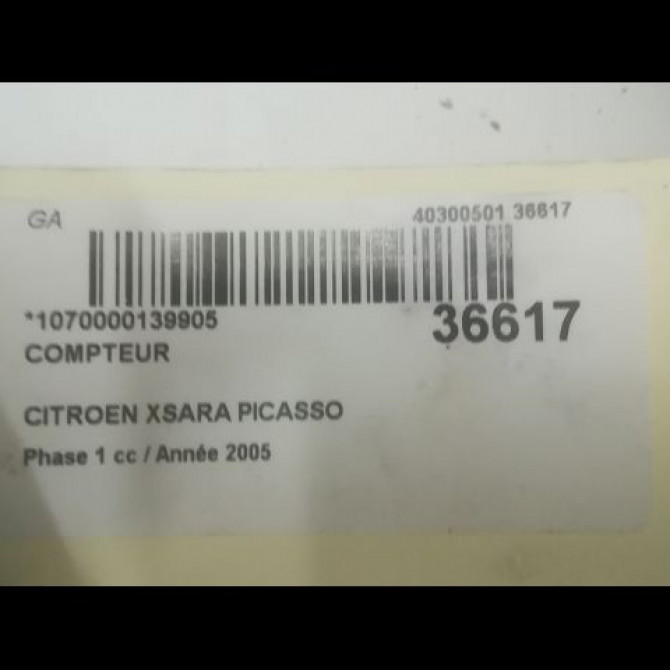 GA 40300501 36617
*1070000139905 36617
COMPTEUR
CITROEN XSARA PICASSO
Phase 1 cc / Année 2005